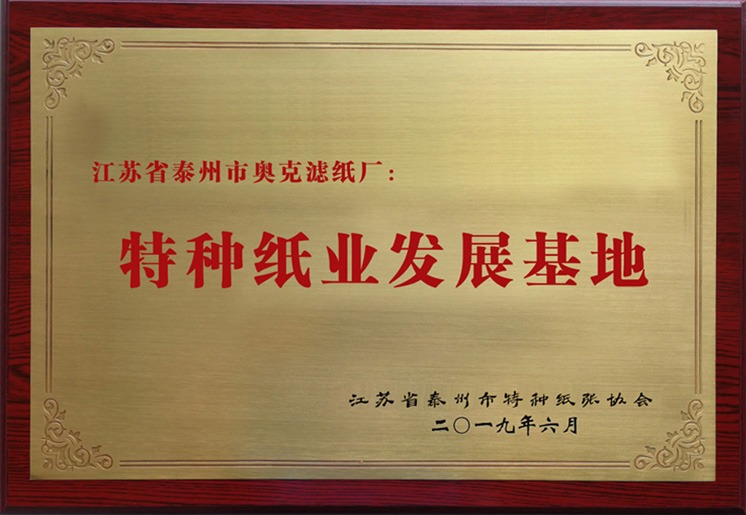 江苏省泰州市奥克滤纸厂：
特种纸业发展基地
江苏省泰州市特种纸张协会
二〇一九年六月